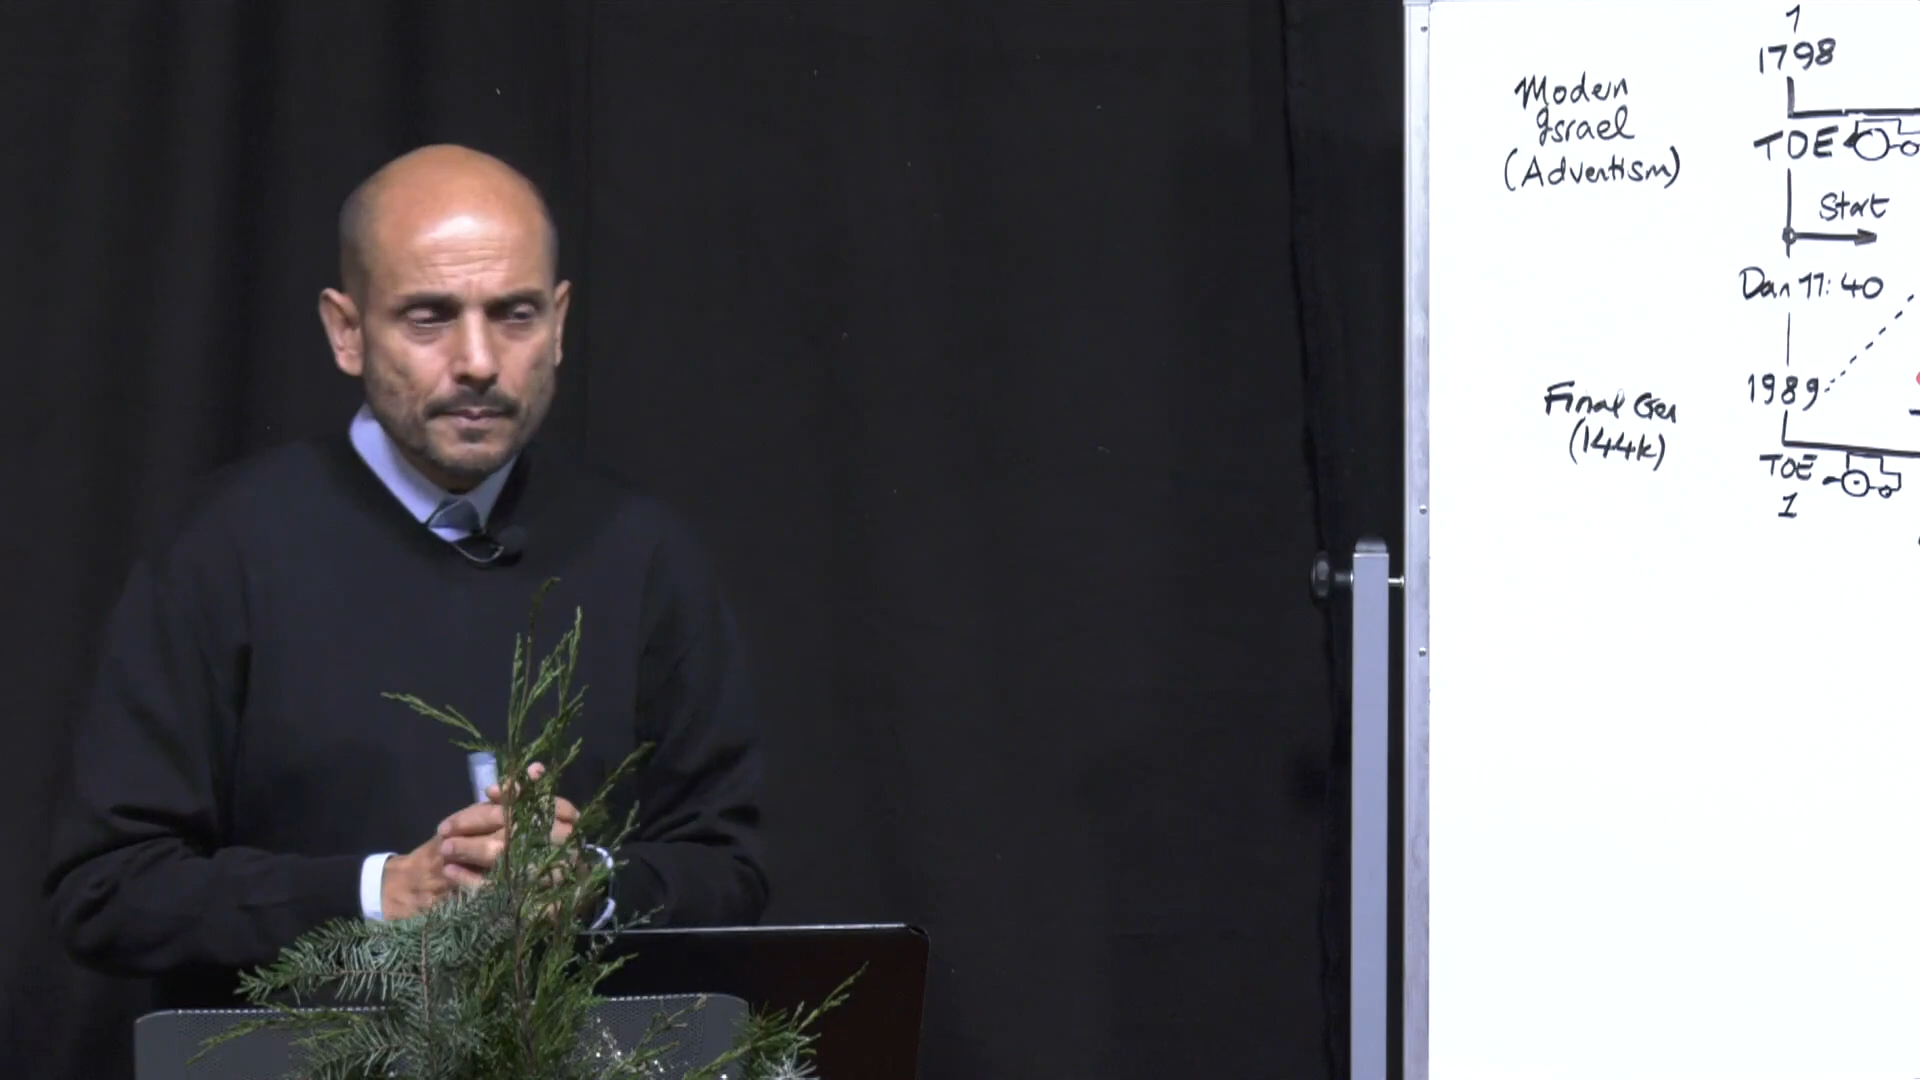 1
1798
Modern
Israel
(Adventism)
TOE
Start
Dan 11:40
1989
Final Gen
(144k)
TOE
1